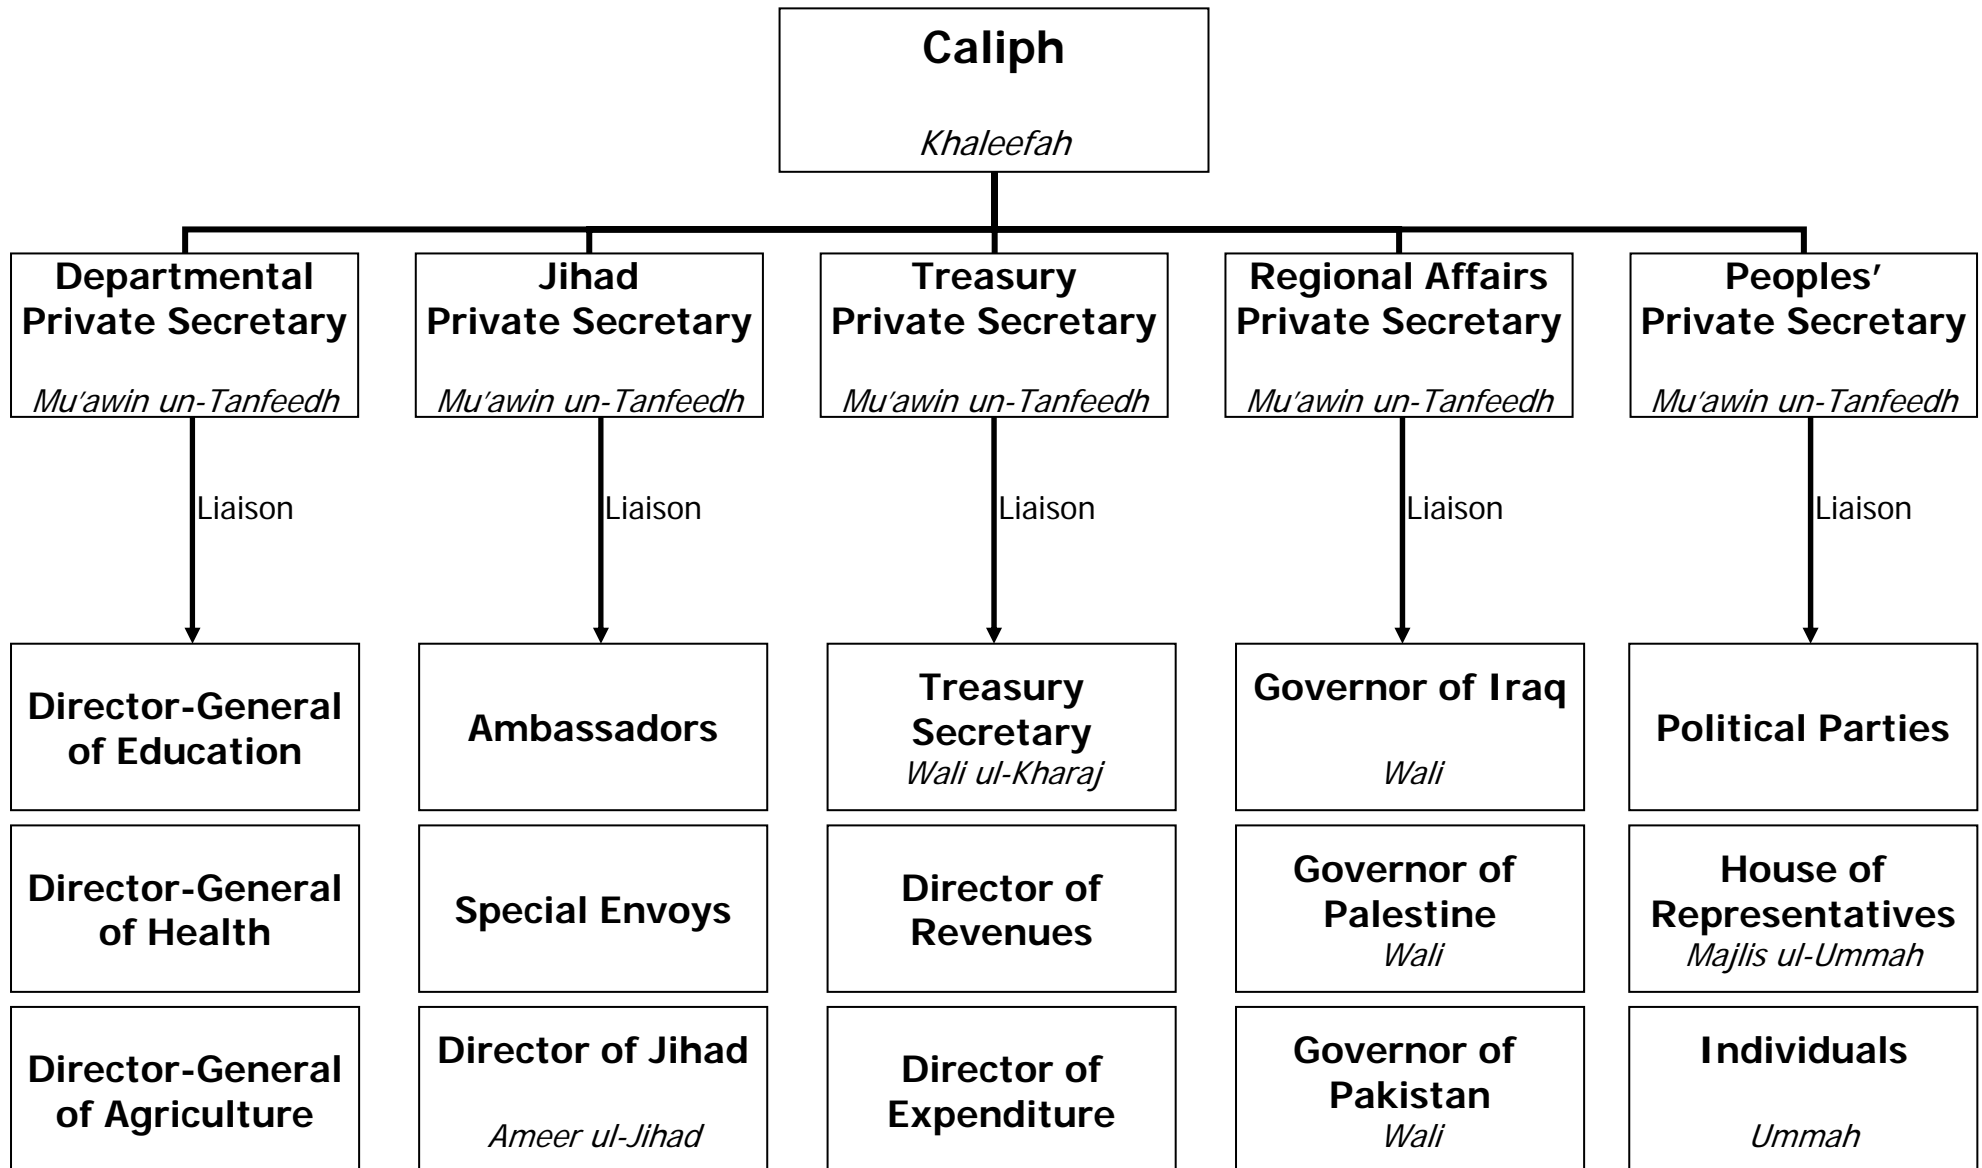 Caliph
Khaleefah
Departmental
Private Secretary
Mu'awin un-Tanfeedh
Jihad
Private Secretary
Mu'awin un-Tanfeedh
Treasury
Private Secretary
Mu'awin un-Tanfeedh
Regional Affairs
Private Secretary
Mu'awin un-Tanfeedh
Peoples'
Private Secretary
Mu'awin un-Tanfeedh
Liaison
Liaison
Liaison
Liaison
Liaison
Director-General
of Education
Ambassadors
Treasury
Secretary
Wali ul-Kharaj
Governor of Iraq
Wali
Political Parties
Director-General
of Health
Special Envoys
Director of
Revenues
Governor of
Palestine
Wali
House of
Representatives
Majlis ul-Ummah
Director-General
of Agriculture
Director of Jihad
Ameer ul-Jihad
Director of
Expenditure
Governor of
Pakistan
Wali
Individuals
Ummah